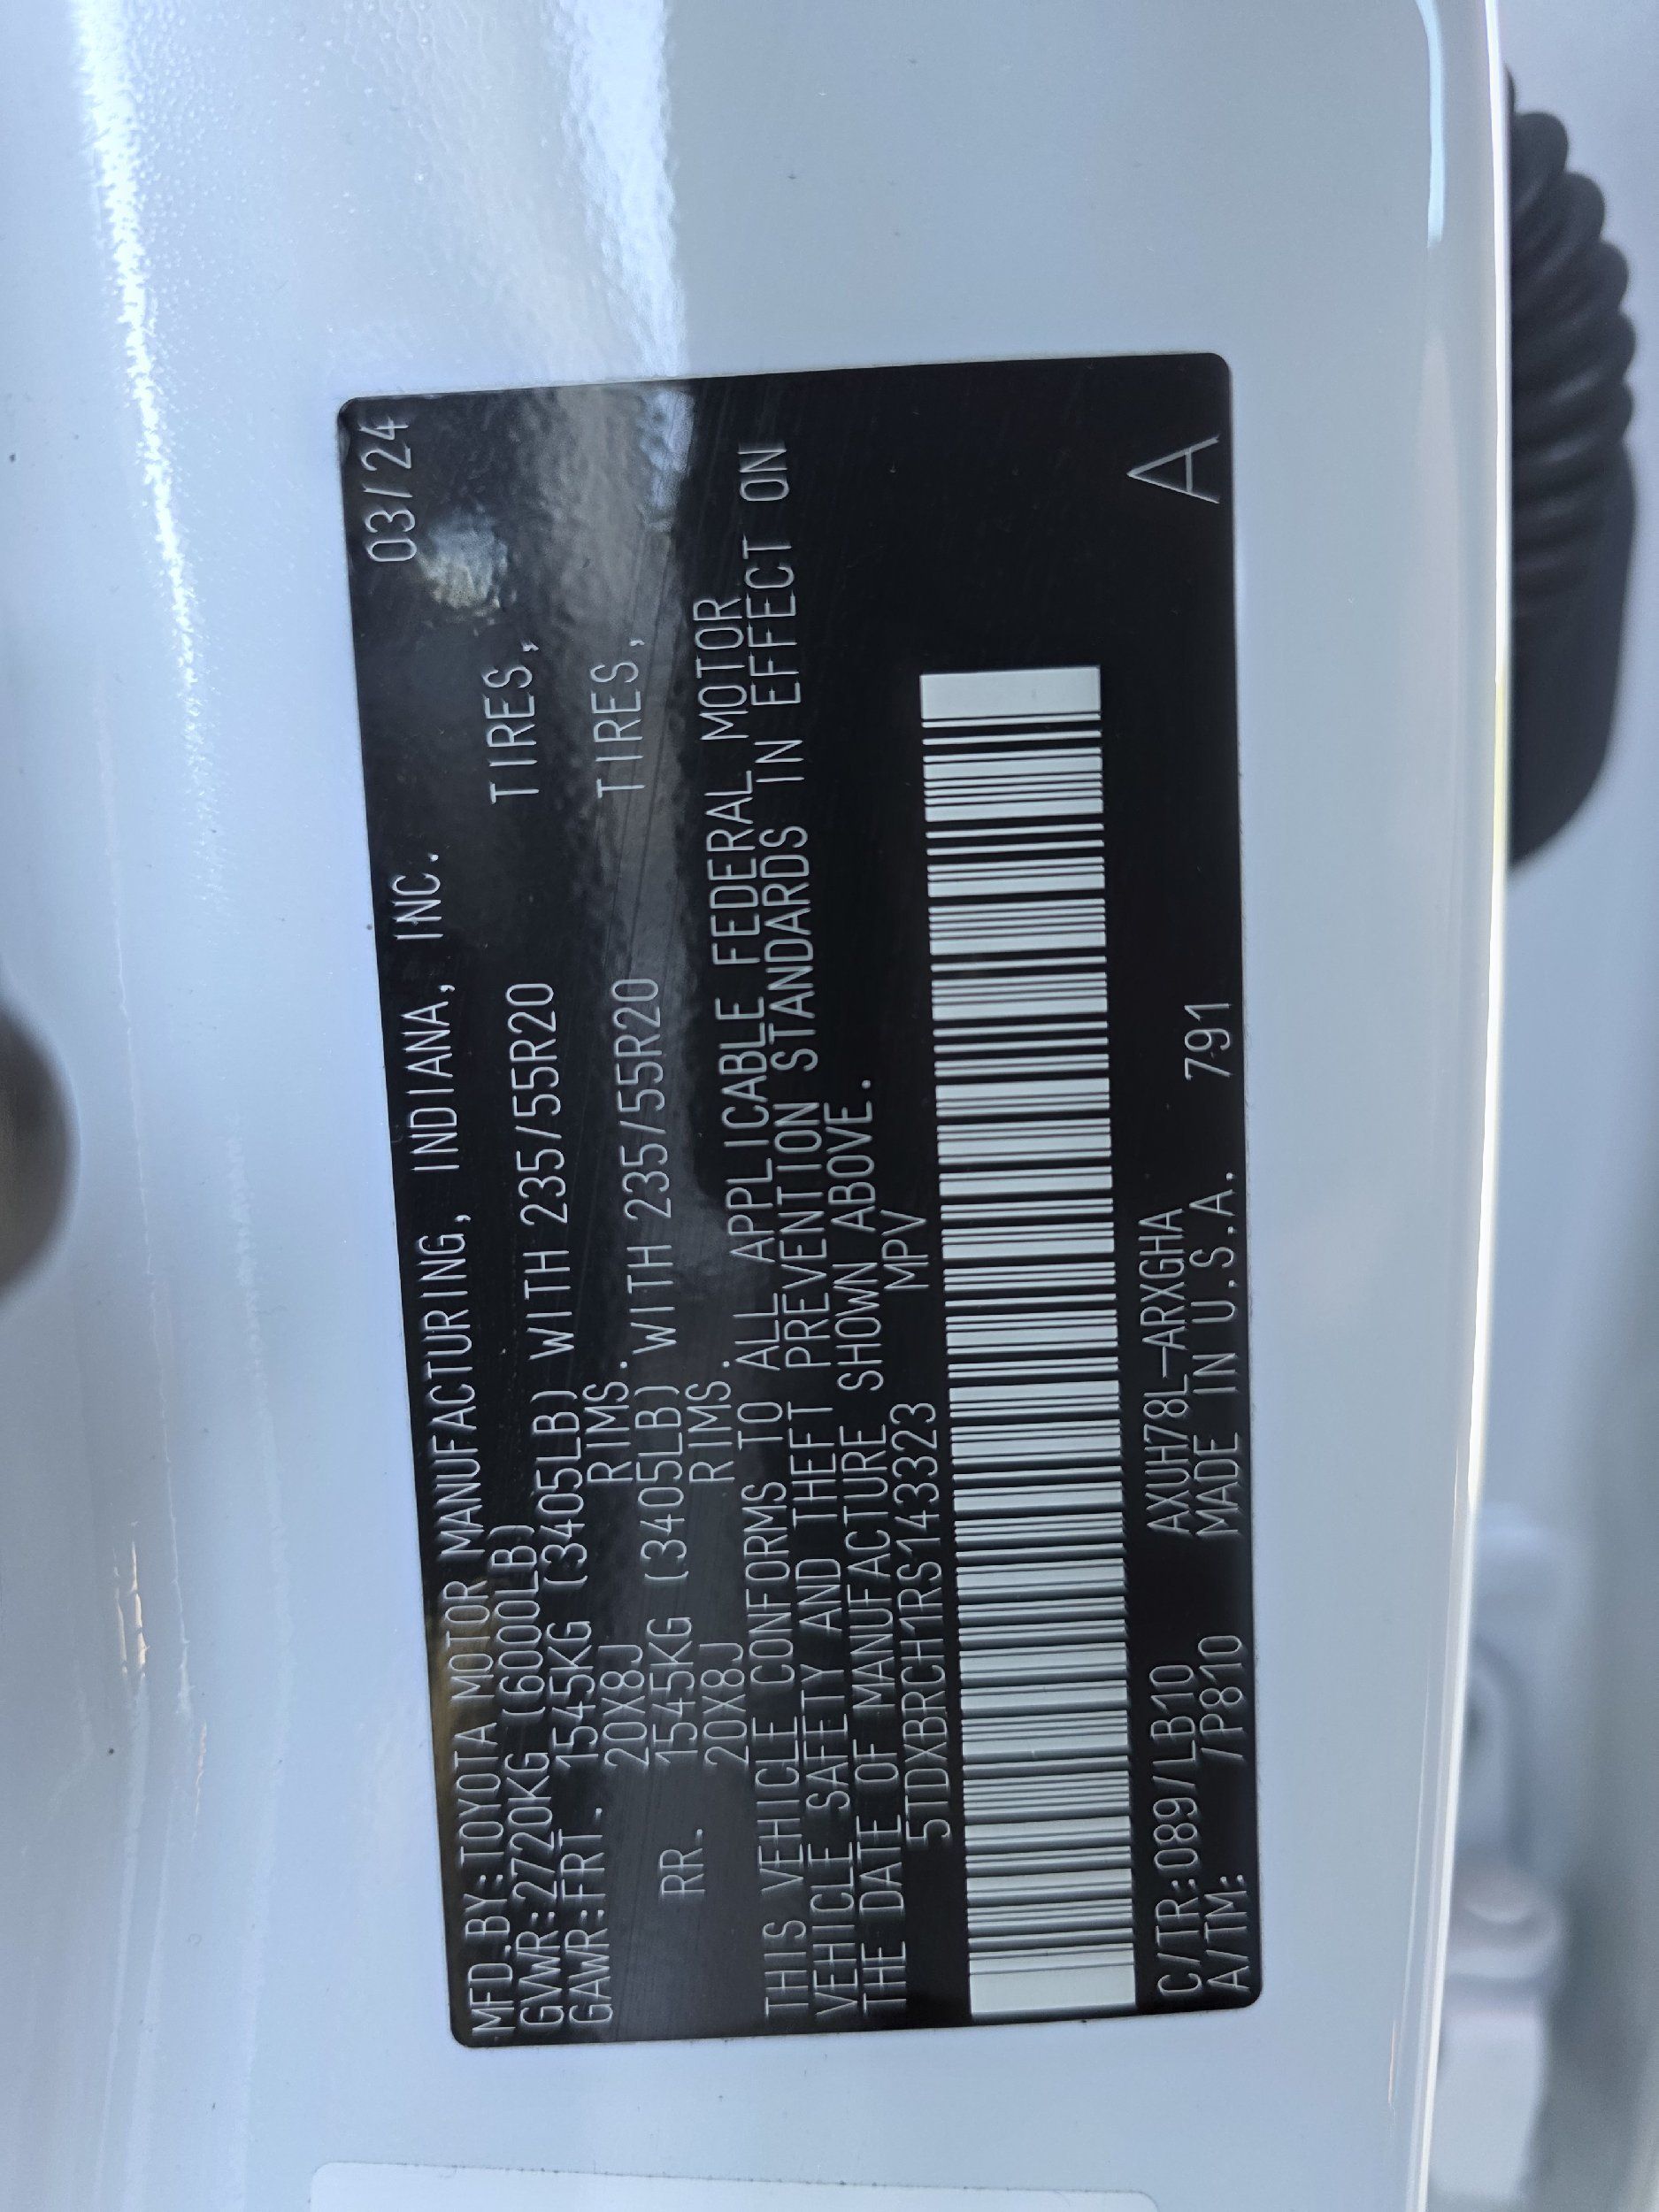 MFD.BY:TOYOTA MOTOR MANUFACTURING, INDIANA, INC. 03/24
GVWR:2720KG (6000LB)
GAWR:FRT. 1545KG (3405LB) WITH 235/55R20 TIRES,
20X8J RIMS.
RR. 1545KG (3405LB) WITH 235/55R20 TIRES,
20X8J RIMS.
THIS VEHICLE CONFORMS TO ALL APPLICABLE FEDERAL MOTOR
VEHICLE SAFETY AND THEFT PREVENTION STANDARDS IN EFFECT ON
THE DATE OF MANUFACTURE SHOWN ABOVE.
5TDXBRCH1RS143323 MPV
C/TR:089/LB10 AXUH78L-ARXGHA
A/TM: /P810 MADE IN U.S.A. 791 A